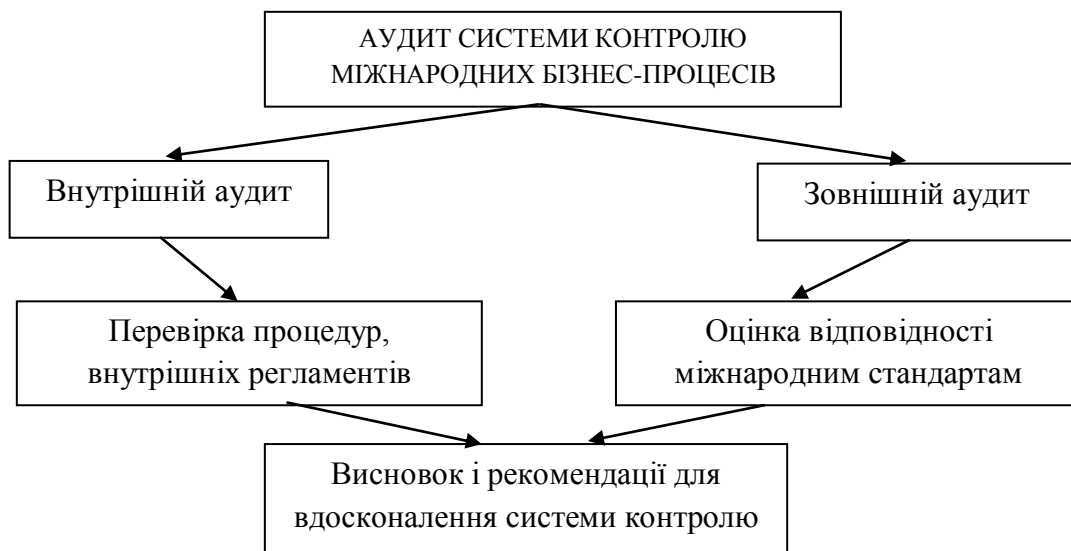 АУДИТ СИСТЕМИ КОНТРОЛЮ
МІЖНАРОДНИХ БІЗНЕС-ПРОЦЕСІВ
Внутрішній аудит
Зовнішній аудит
Перевірка процедур,
внутрішніх регламентів
Оцінка відповідності
міжнародним стандартам
Висновок і рекомендації для
вдосконалення системи контролю